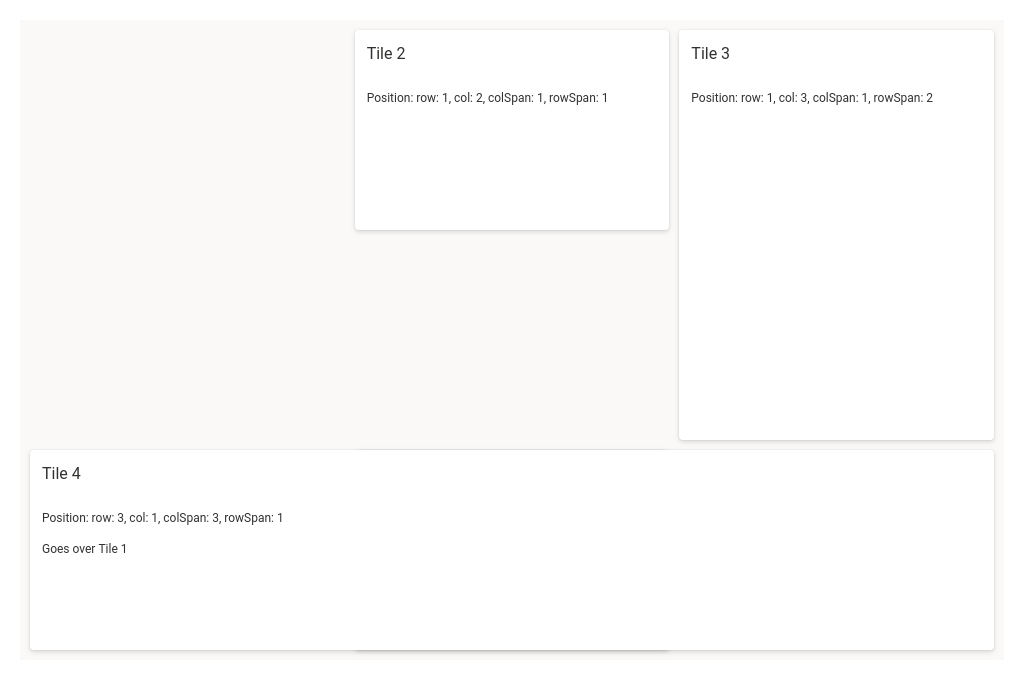 Tile 2
Position: row: 1, col: 2, colSpan: 1, rowSpan: 1
Tile 3
Position: row: 1, col: 3, colSpan: 1, rowSpan: 2
Tile 4
Position: row: 3, col: 1, colSpan: 3, rowSpan: 1
Goes over Tile 1